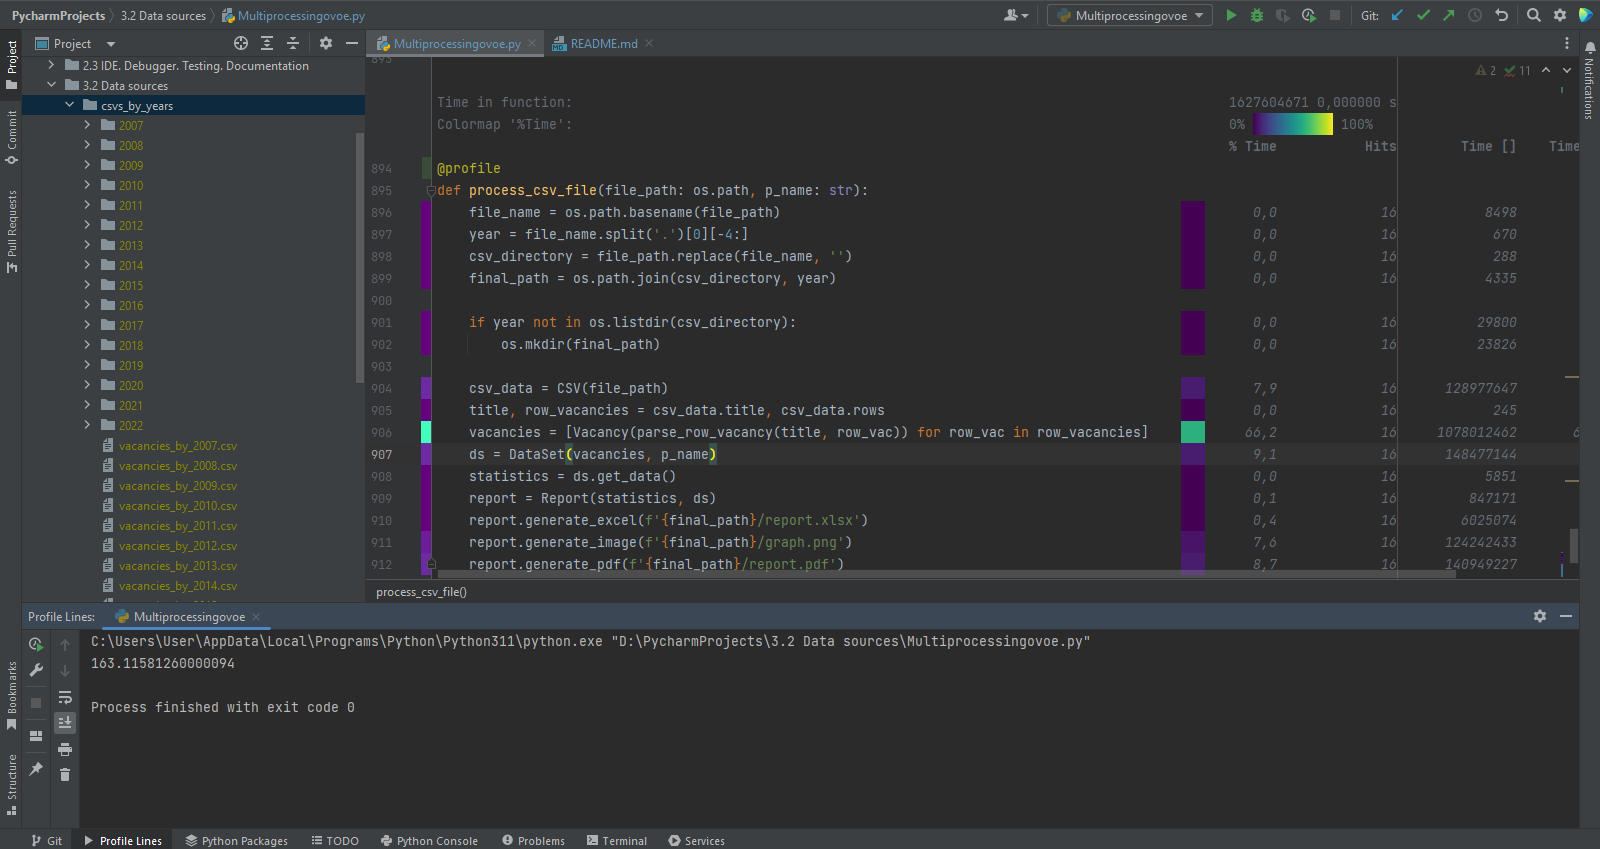 PycharmProjects 3.2 Data sources Multiprocessingovoe.py
Multiprocessingovoe
Git:
Project
Multiprocessingovoe.py
README.md
2.3 IDE. Debugger. Testing. Documentation
3.2 Data sources
csvs_by_years
2007
2008
2009
2010
2011
2012
2013
2014
2015
2016
2017
2018
2019
2020
2021
2022
vacancies_by_2007.csv
vacancies_by_2008.csv
vacancies_by_2009.csv
vacancies_by_2010.csv
vacancies_by_2011.csv
vacancies_by_2012.csv
vacancies_by_2013.csv
vacancies_by_2014.csv
Project
Commit
Pull Requests
Bookmarks
Structure
Notifications
2 11
893
Time in function: 1627604671 0,000000 s
Colormap '%Time': 0% 100%
% Time Hits Time [] Time
894 @profile
895 def process_csv_file(file_path: os.path, p_name: str):
896 file_name = os.path.basename(file_path) 0,0 16 8498
897 year = file_name.split('.')[0][-4:] 0,0 16 670
898 csv_directory = file_path.replace(file_name, '') 0,0 16 288
899 final_path = os.path.join(csv_directory, year) 0,0 16 4335
900
901 if year not in os.listdir(csv_directory): 0,0 16 29800
902 os.mkdir(final_path) 0,0 16 23826
903
904 csv_data = CSV(file_path) 7,9 16 128977647
905 title, row_vacancies = csv_data.title, csv_data.rows 0,0 16 245
906 vacancies = [Vacancy(parse_row_vacancy(title, row_vac)) for row_vac in row_vacancies] 66,2 16 1078012462 6
907 ds = DataSet(vacancies, p_name) 9,1 16 148477144
908 statistics = ds.get_data() 0,0 16 5851
909 report = Report(statistics, ds) 0,1 16 847171
910 report.generate_excel(f'{final_path}/report.xlsx') 0,4 16 6025074
911 report.generate_image(f'{final_path}/graph.png') 7,6 16 124242433
912 report.generate_pdf(f'{final_path}/report.pdf') 8,7 16 140949227
process_csv_file()
Profile Lines: Multiprocessingovoe
C:\Users\User\AppData\Local\Programs\Python\Python311\python.exe "D:\PycharmProjects\3.2 Data sources\Multiprocessingovoe.py"
163.11581260000094
Process finished with exit code 0
Git Profile Lines Python Packages TODO Python Console Problems Terminal Services